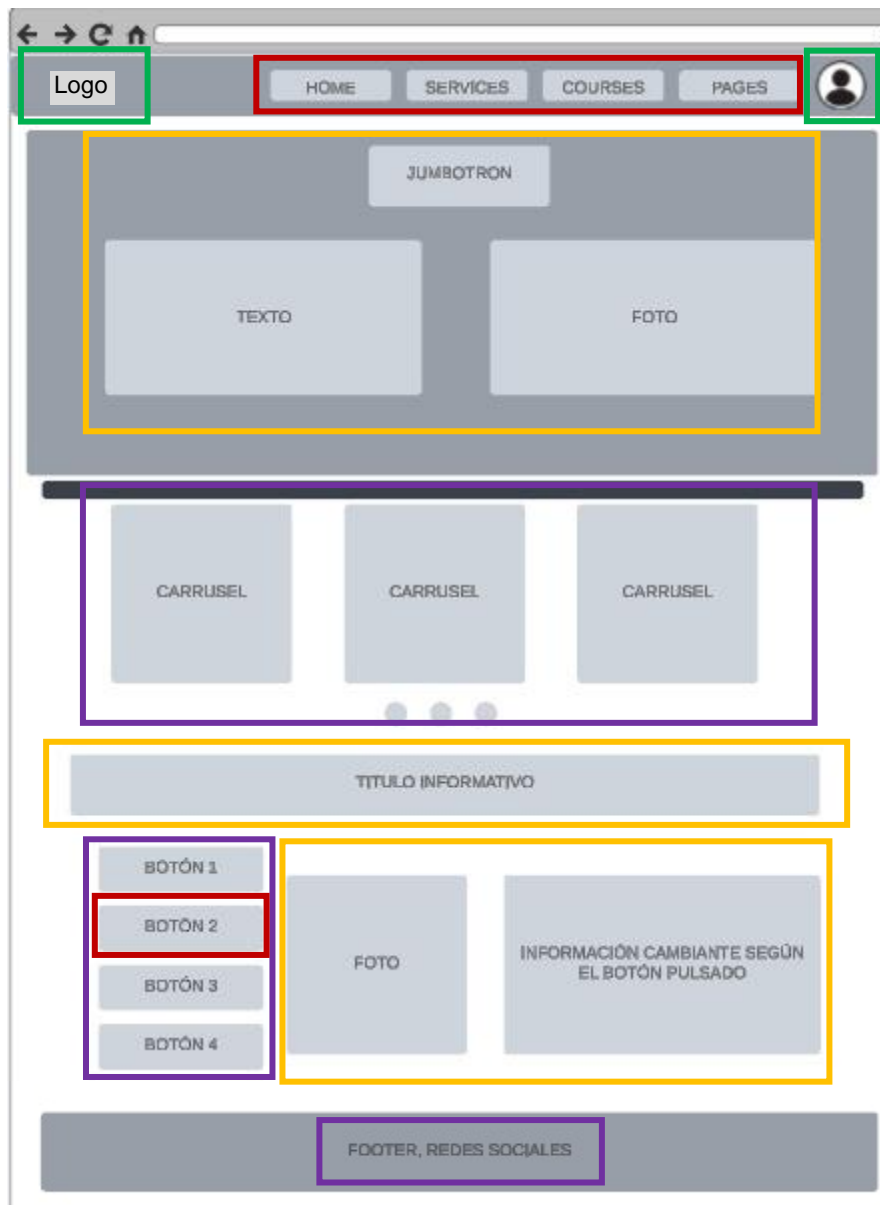 Logo
HOME
SERVICES
COURSES
PAGES
JUMBOTRON
TEXTO
FOTO
CARRUSEL
CARRUSEL
CARRUSEL
TITULO INFORMATIVO
BOTÓN 1
BOTÓN 2
BOTÓN 3
BOTÓN 4
FOTO
INFORMACIÓN CAMBIANTE SEGÚN
EL BOTÓN PULSADO
FOOTER, REDES SOCIALES